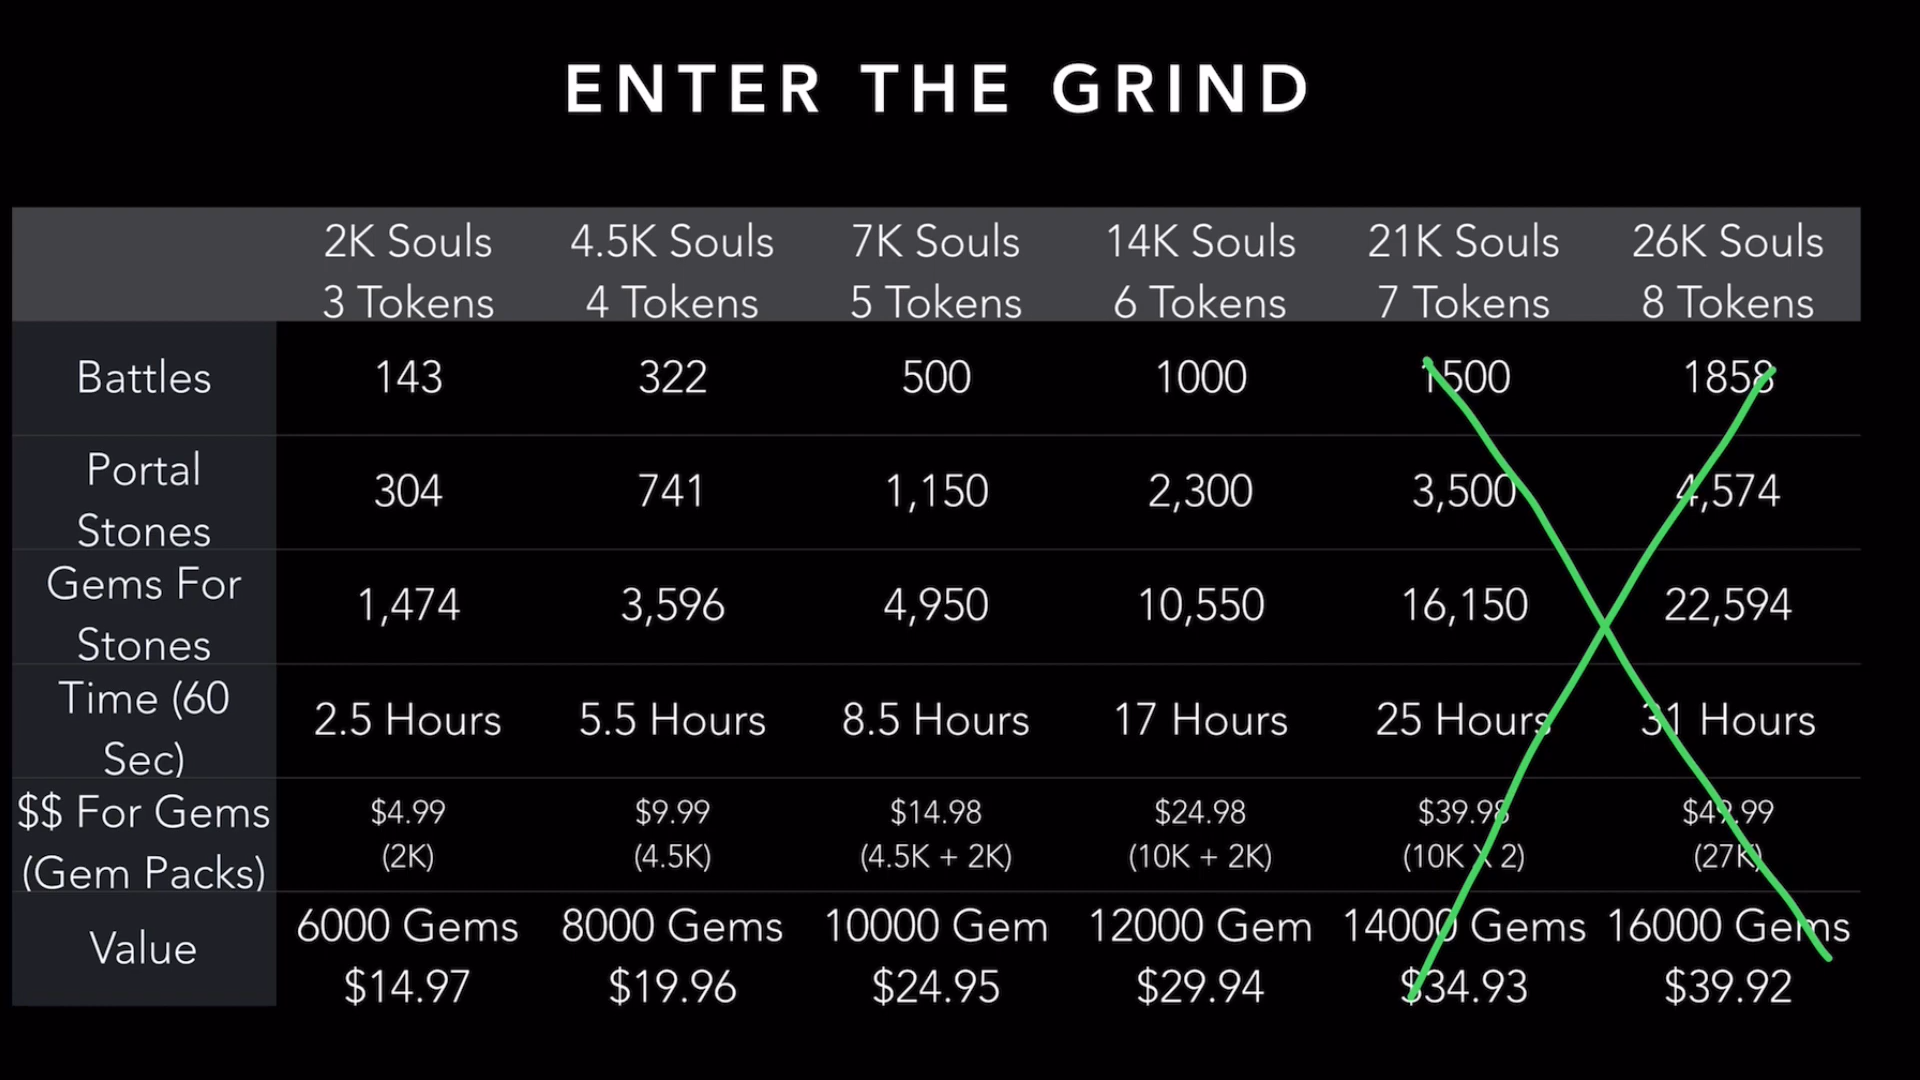 ENTER THE GRIND
2K Souls 4.5K Souls 7K Souls 14K Souls 21K Souls 26K Souls
3 Tokens 4 Tokens 5 Tokens 6 Tokens 7 Tokens 8 Tokens
Battles 143 322 500 1000 1500 1858
Portal
Stones 304 741 1,150 2,300 3,500 4,574
Gems For
Stones 1,474 3,596 4,950 10,550 16,150 22,594
Time (60
Sec) 2.5 Hours 5.5 Hours 8.5 Hours 17 Hours 25 Hours 31 Hours
$$ For Gems $4.99 $9.99 $14.98 $24.98 $39.98 $49.99
(Gem Packs) (2K) (4.5K) (4.5K + 2K) (10K + 2K) (10K X 2) (27K)
Value 6000 Gems 8000 Gems 10000 Gem 12000 Gem 14000 Gems 16000 Gems
$14.97 $19.96 $24.95 $29.94 $34.93 $39.92